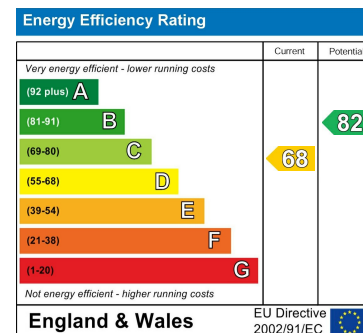 Energy Efficiency Rating
Current Potential
Very energy efficient - lower running costs
(92 plus) A
(81-91) B
82
(69-80) C
68
(55-68) D
(39-54) E
(21-38) F
(1-20) G
Not energy efficient - higher running costs
England & Wales
EU Directive
2002/91/EC